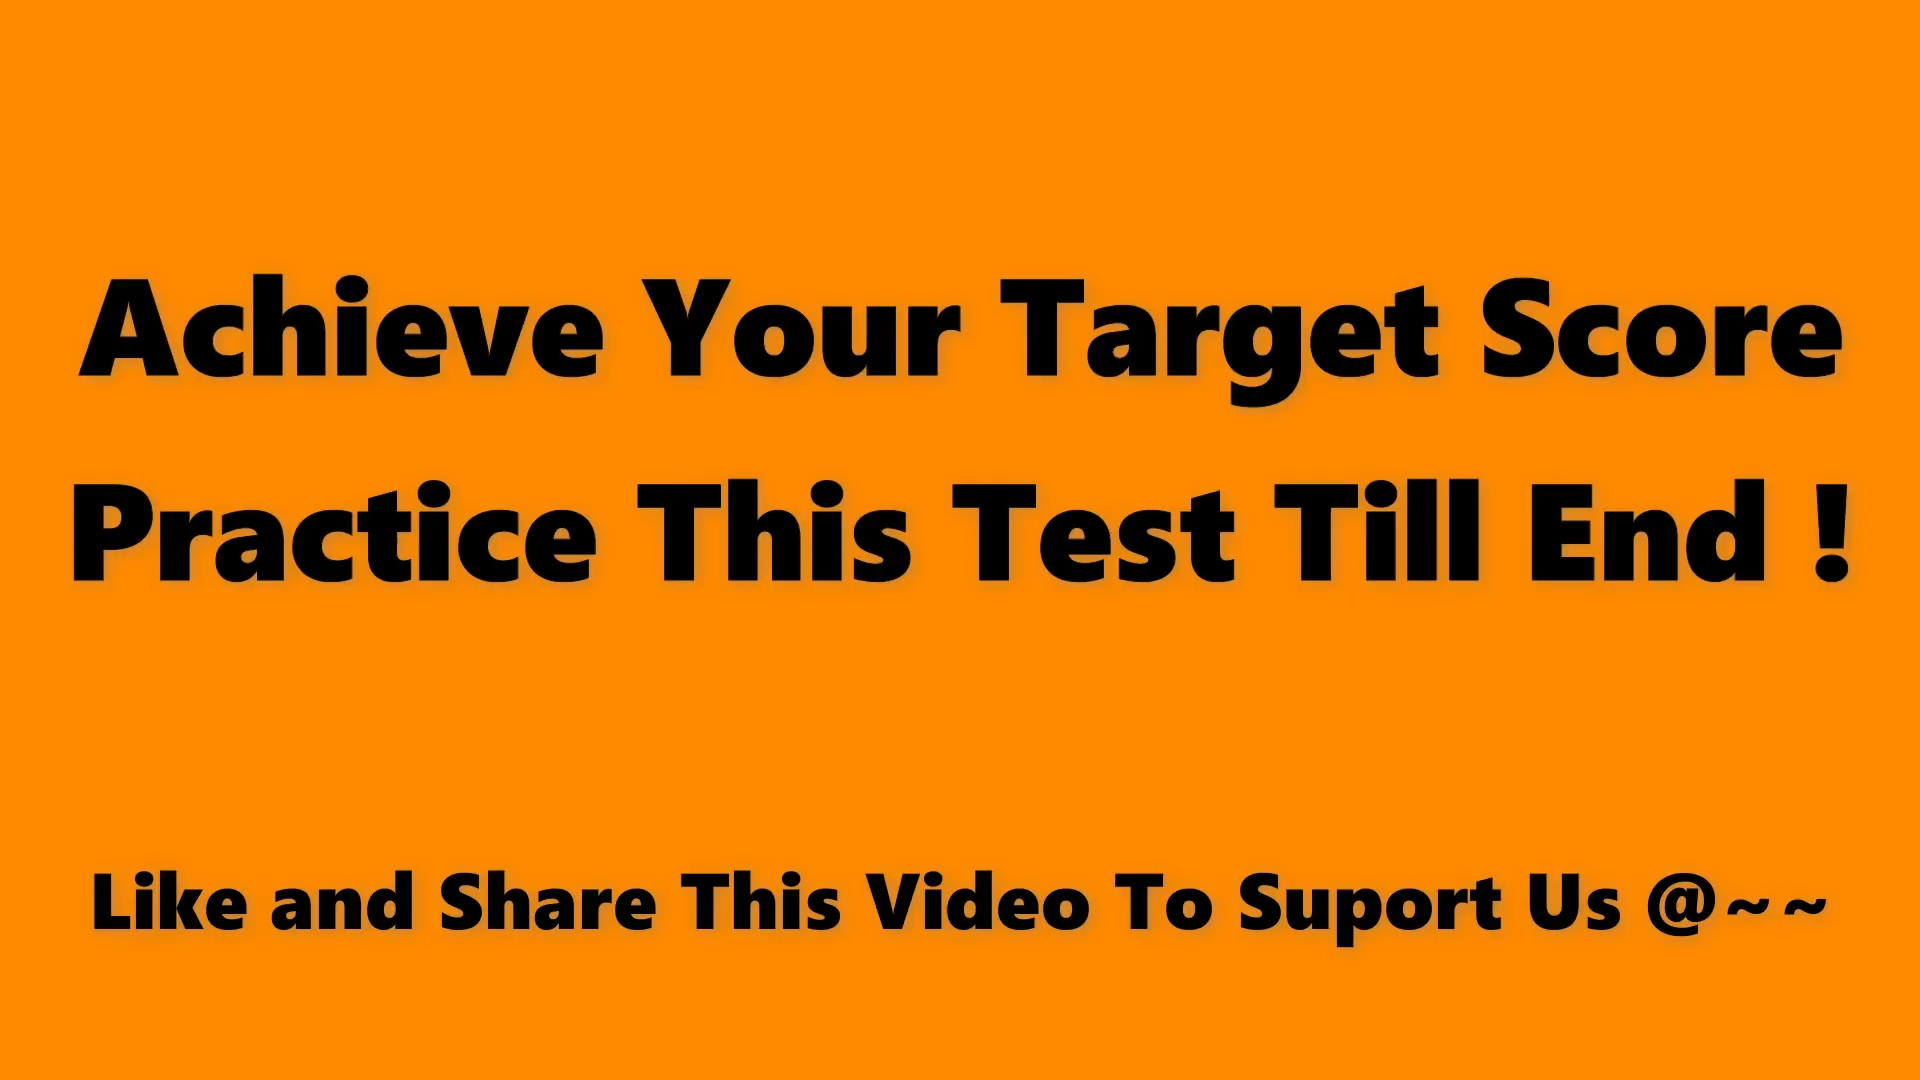 Achieve Your Target Score
Practice This Test Till End !
Like and Share This Video To Suport Us @~~